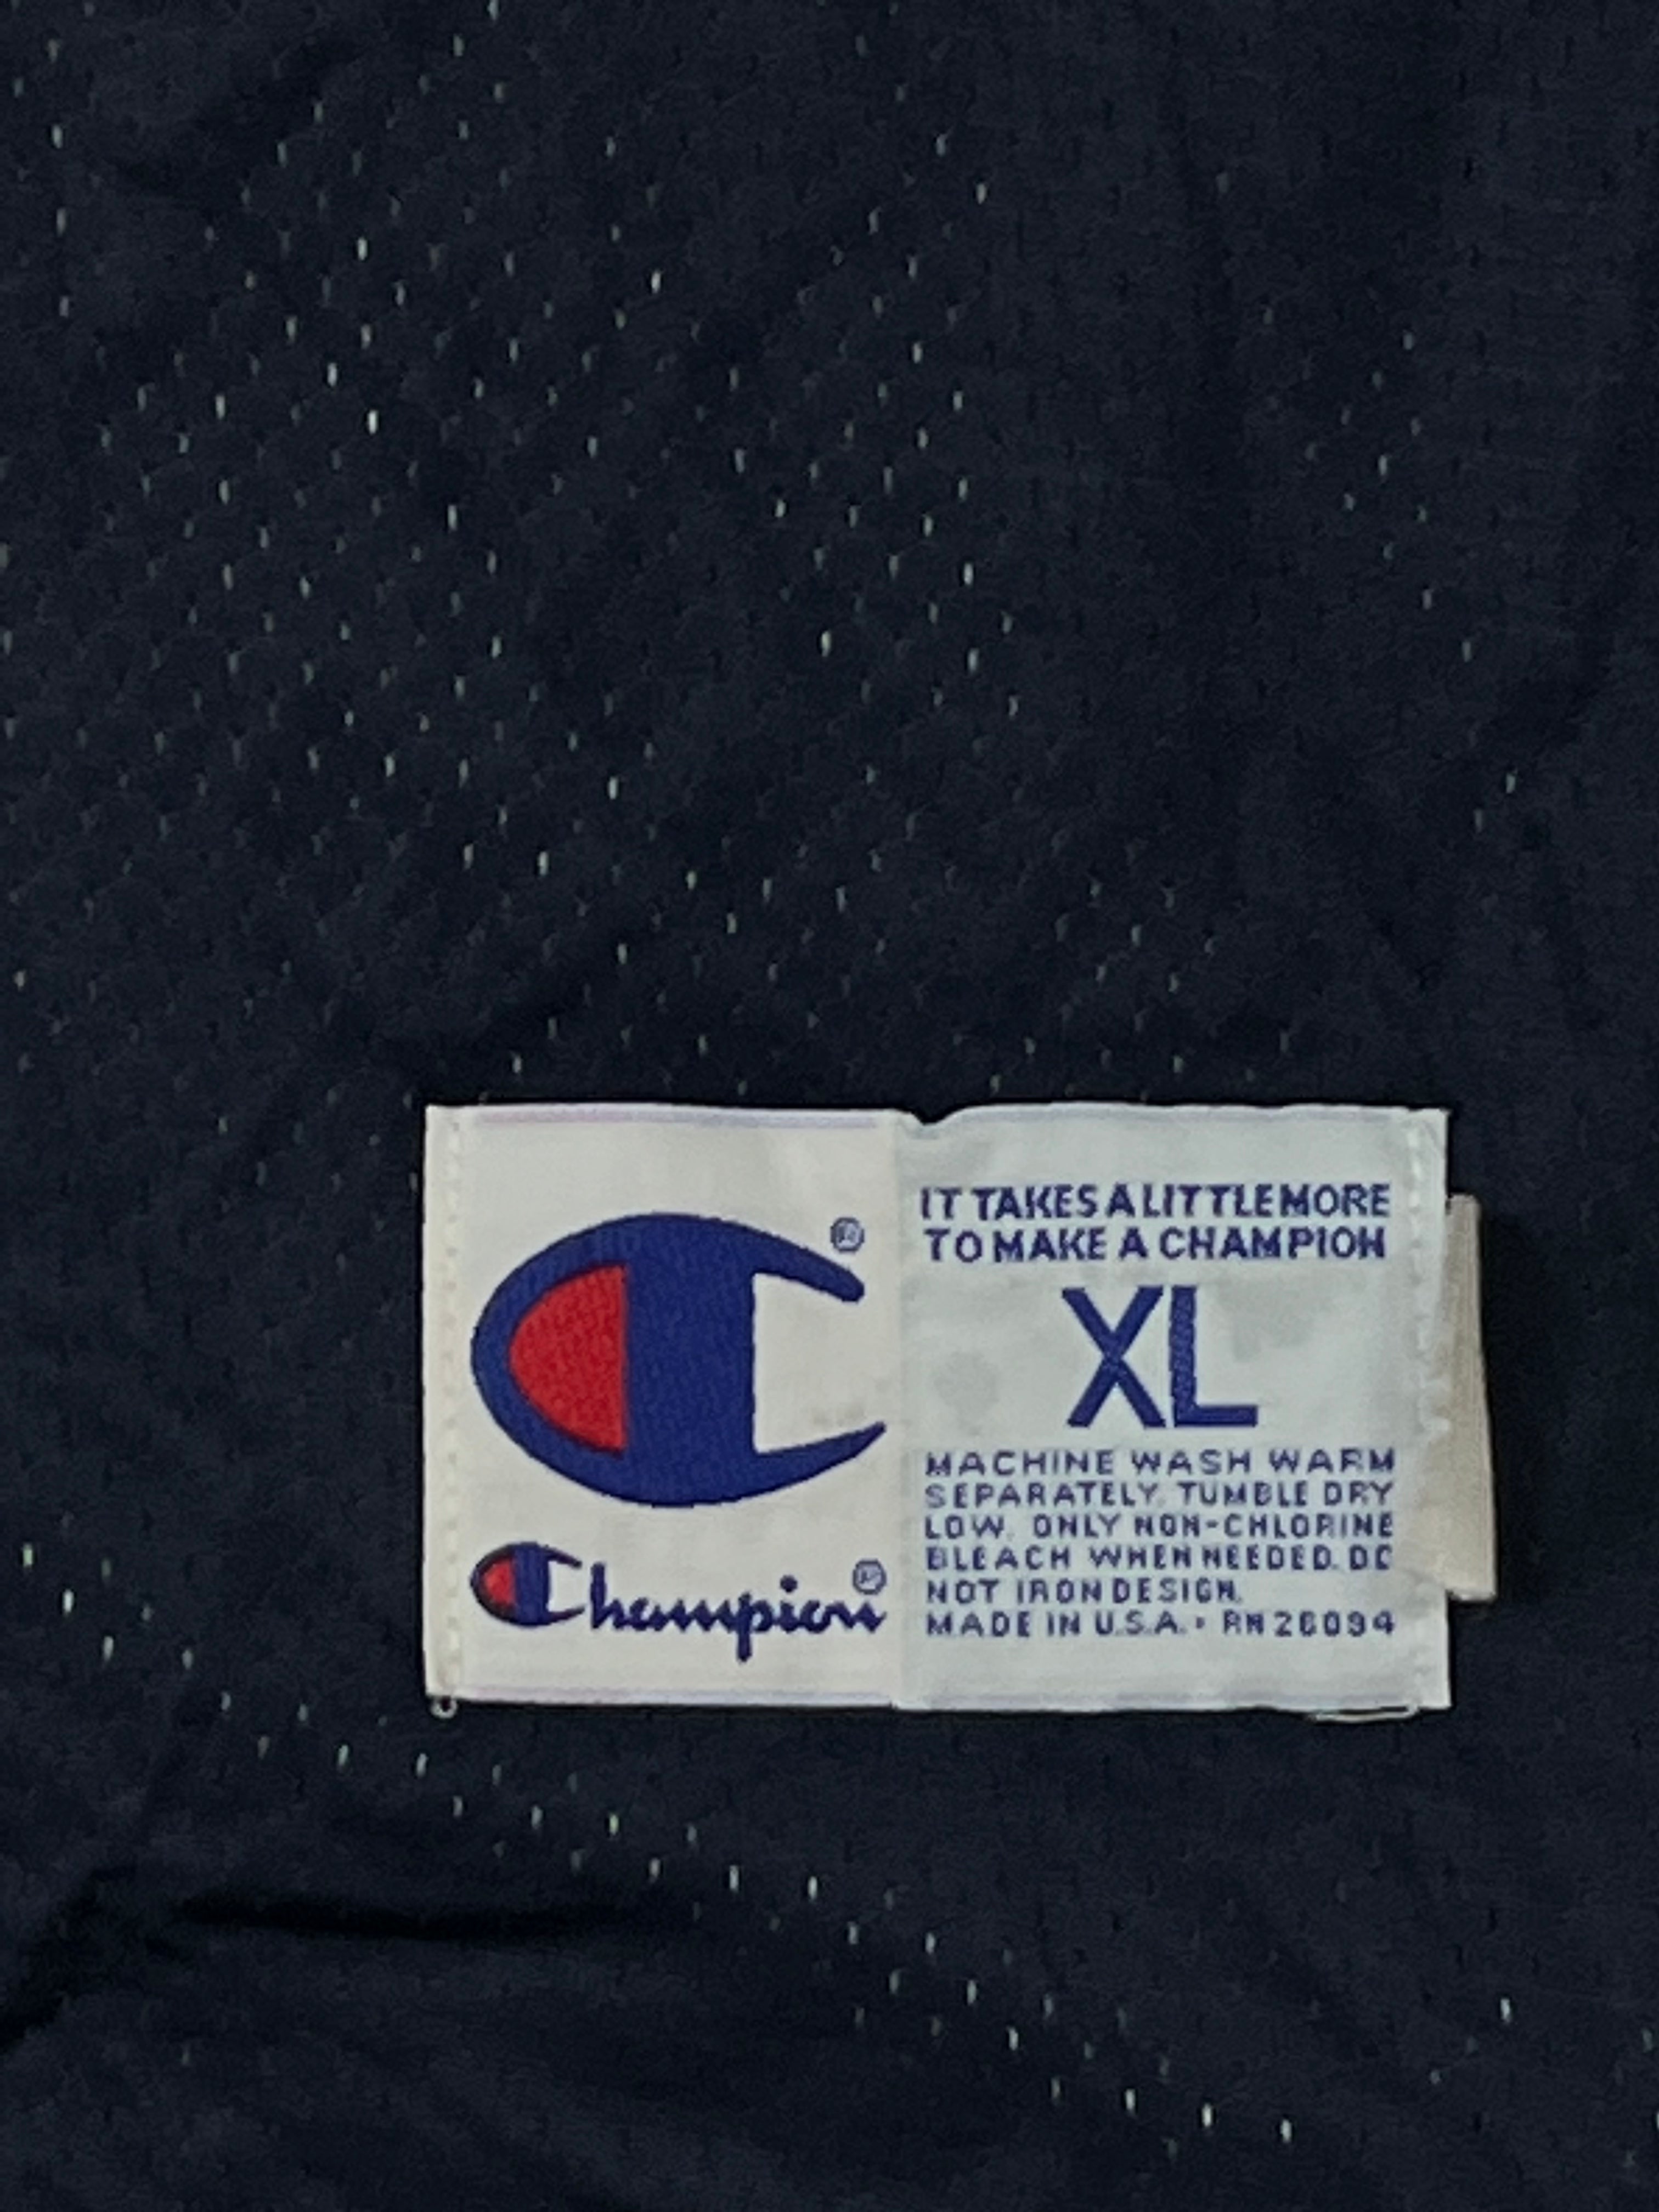 Champion
IT TAKES A LITTLE MORE
TO MAKE A CHAMPION
XL
MACHINE WASH WARM
SEPARATELY. TUMBLE DRY
LOW. ONLY NON-CHLORINE
BLEACH WHEN NEEDED. DO
NOT IRON DESIGN.
MADE IN U.S.A. • RN 26094